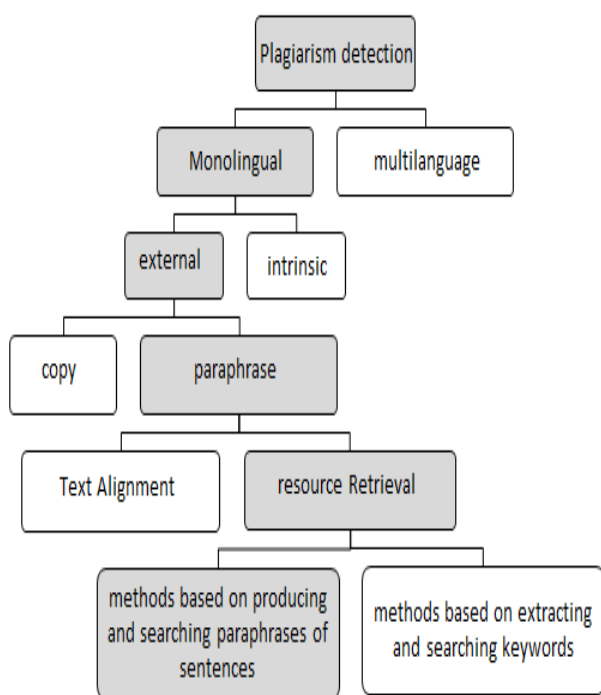 Plagiarism detection
Monolingual
multilanguage
external
intrinsic
copy
paraphrase
Text Alignment
resource Retrieval
methods based on producing
and searching paraphrases of
sentences
methods based on extracting
and searching keywords